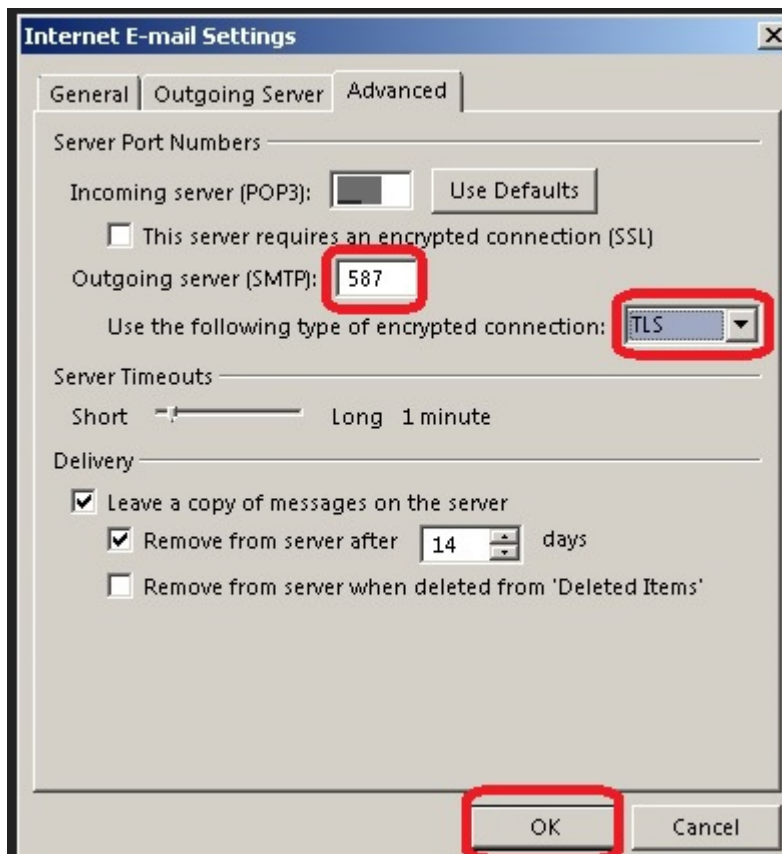 Internet E-mail Settings
General Outgoing Server Advanced
Server Port Numbers
Incoming server (POP3): Use Defaults
This server requires an encrypted connection (SSL)
Outgoing server (SMTP): 587
Use the following type of encrypted connection: TLS
Server Timeouts
Short Long 1 minute
Delivery
Leave a copy of messages on the server
Remove from server after 14 days
Remove from server when deleted from 'Deleted Items'
OK Cancel